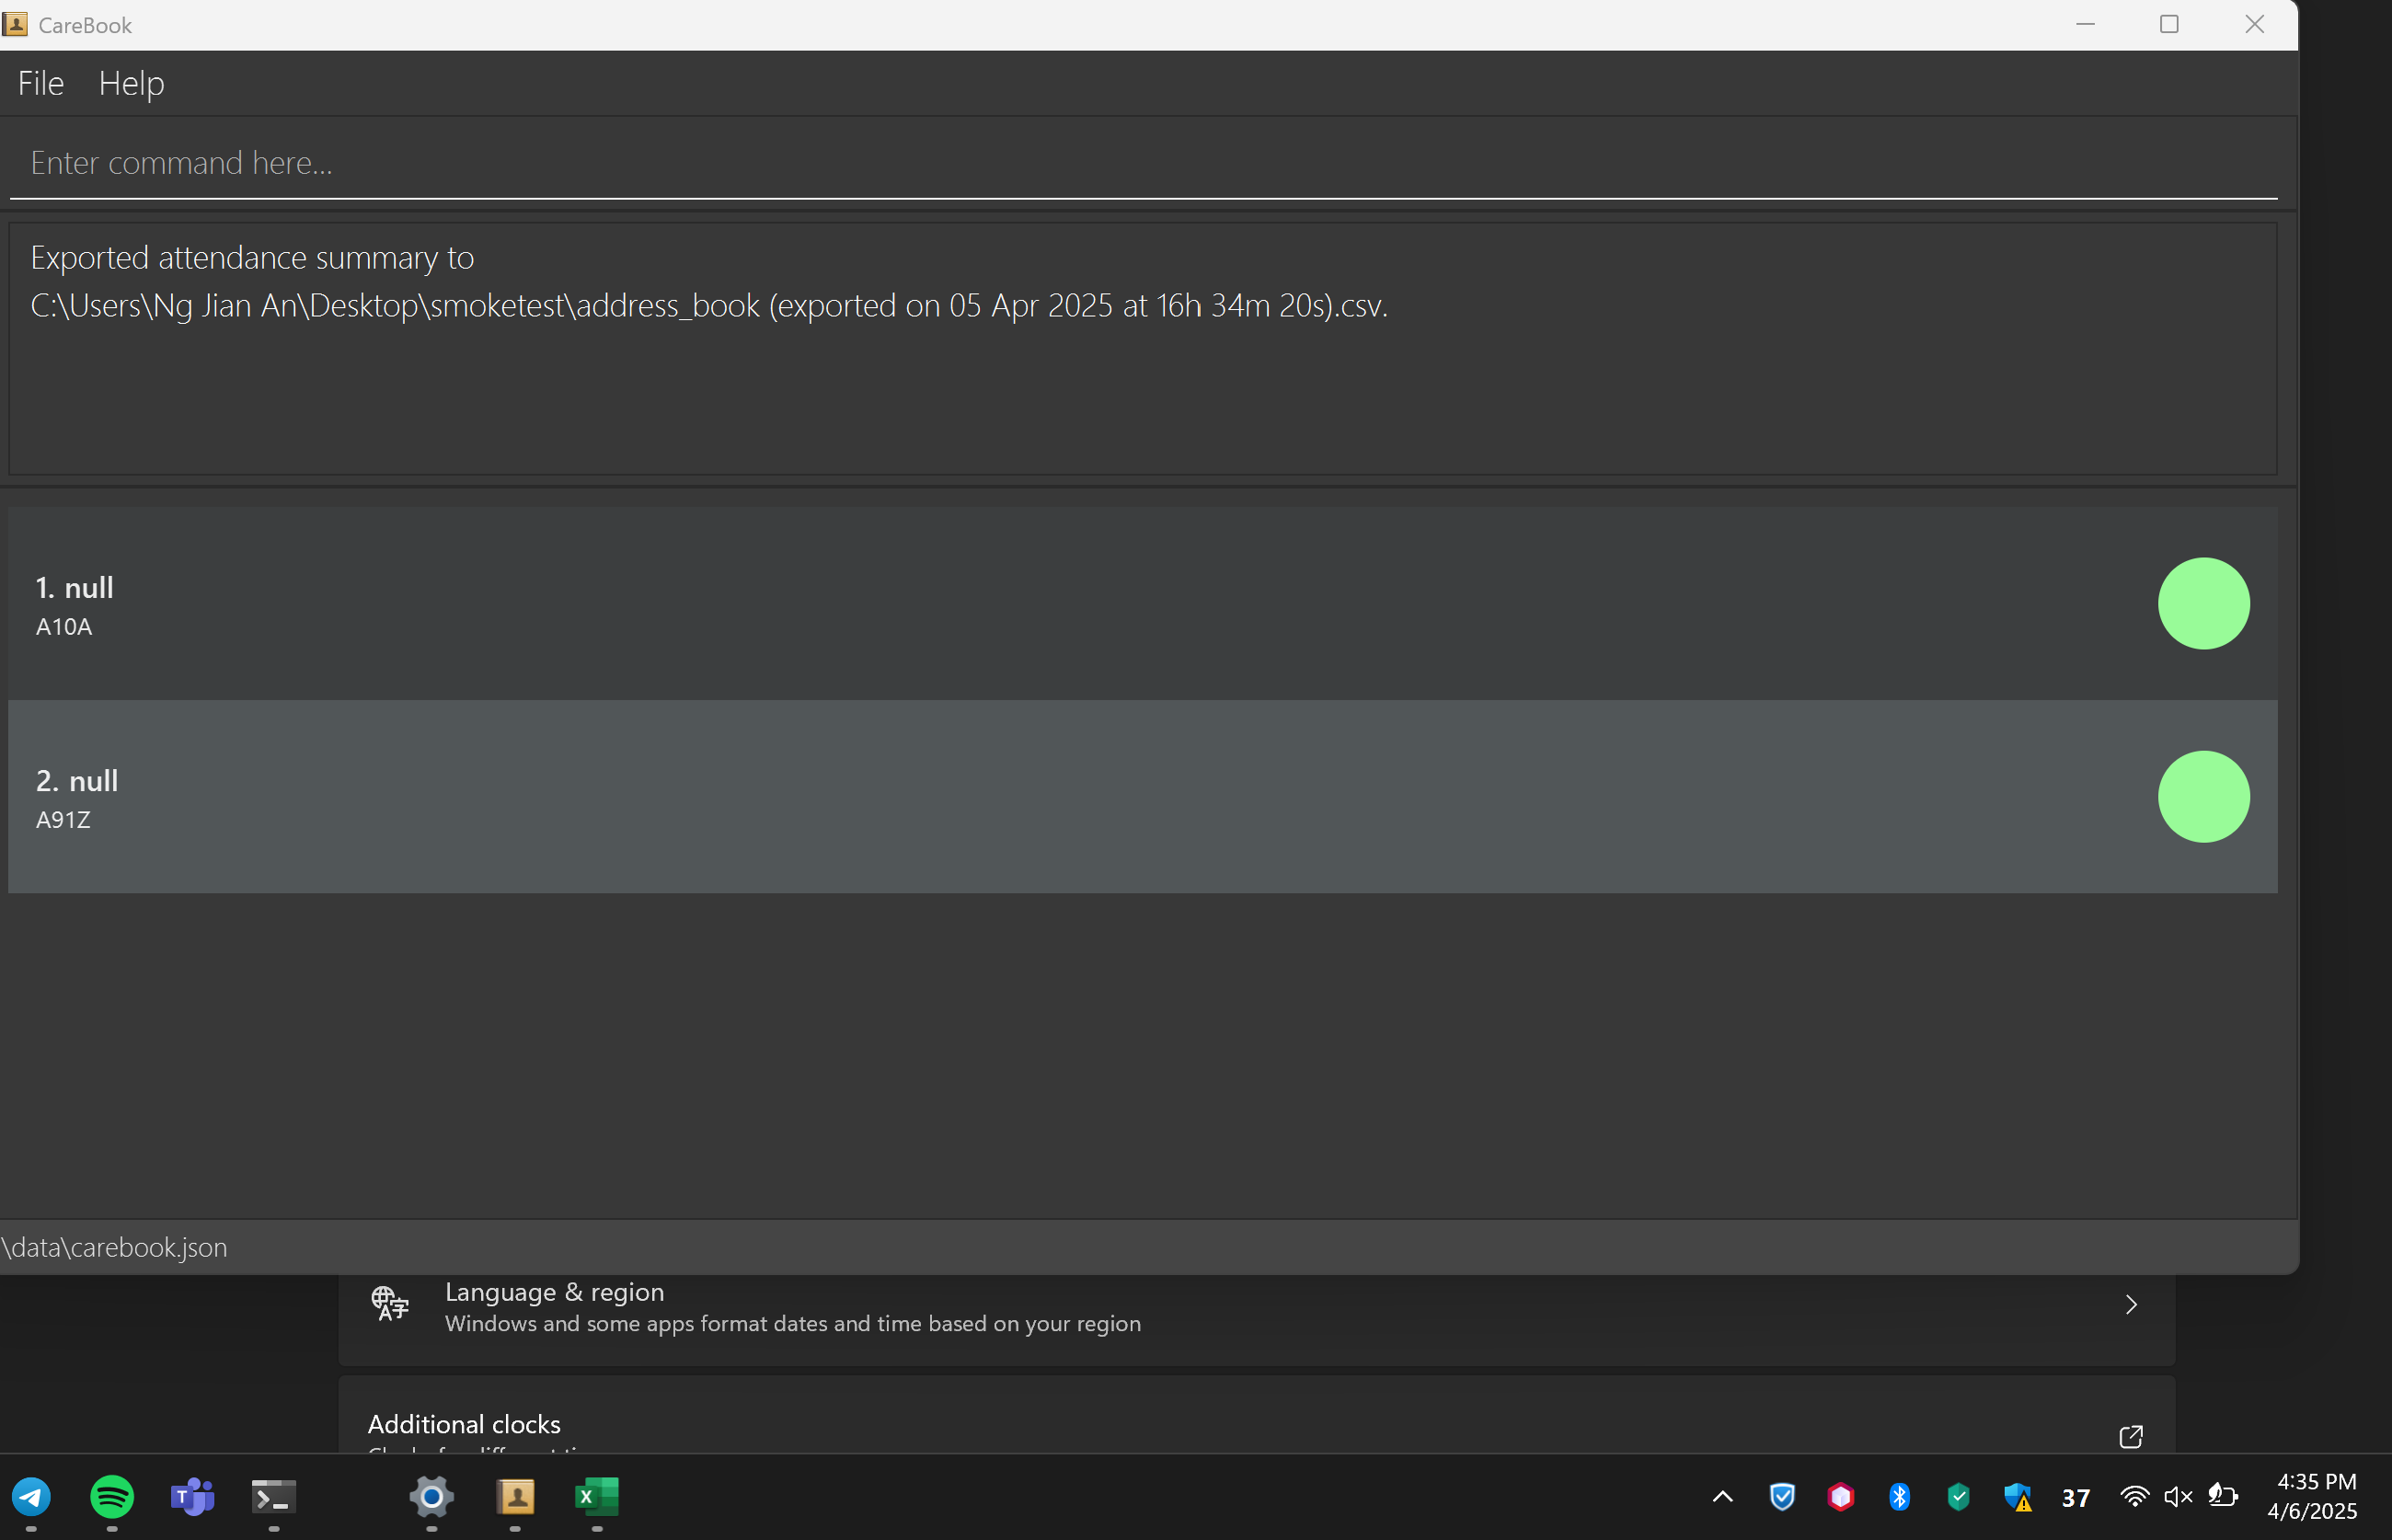 CareBook
File Help
Enter command here...
Exported attendance summary to
C:\Users\Ng Jian An\Desktop\smoketest\address_book (exported on 05 Apr 2025 at 16h 34m 20s).csv.
1. null
A10A
2. null
A91Z
\data\carebook.json
Language & region
Windows and some apps format dates and time based on your region
Additional clocks
37
4:35 PM
4/6/2025